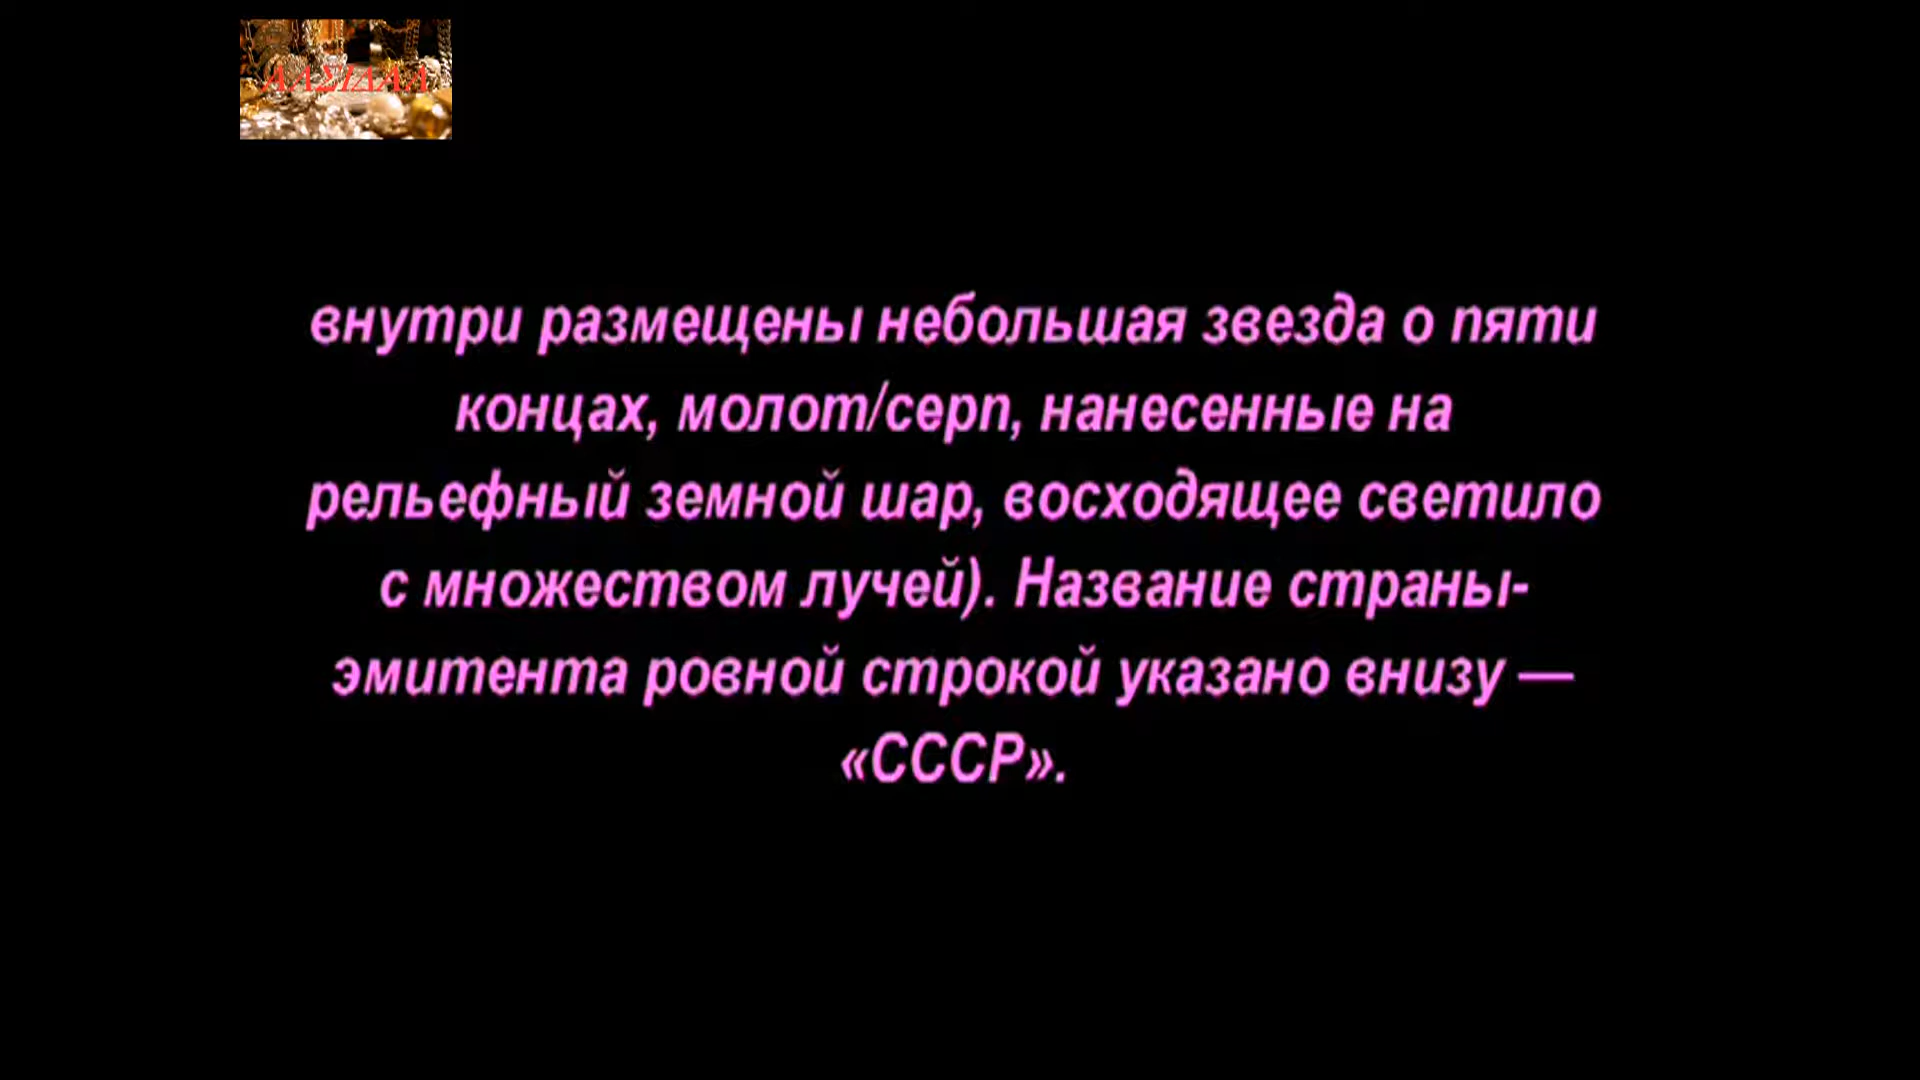 внутри размещены небольшая звезда о пяти
концах, молот/серп, нанесенные на
рельефный земной шар, восходящее светило
с множеством лучей). Название страны-
эмитента ровной строкой указано внизу —
«СССР».